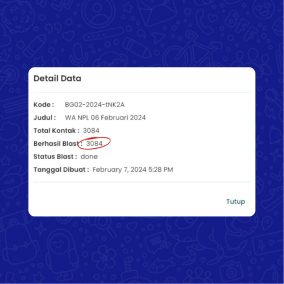 Detail Data
Kode : BG02-2024-tNK2A
Judul : WA NPL 06 Februari 2024
Total Kontak : 3084
Berhasil Blast : 3084
Status Blast : done
Tanggal Dibuat : February 7, 2024 5:28 PM
Tutup